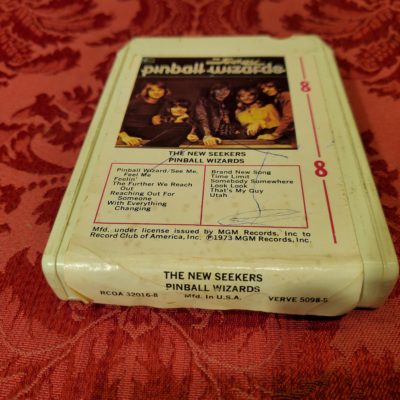 pinball wizards
8
8
THE NEW SEEKERS
PINBALL WIZARDS
Pinball Wizard/See Me,
Feel Me
Feelin'
The Further We Reach
Out
Reaching Out For
Someone
With Everything
Changing
Brand New Song
Time Limit
Somebody Somewhere
Look Look
That's My Guy
Utah
Mfd. under license issued by MGM Records, Inc to
Record Club of America, Inc. ℗1973 MGM Records, Inc.
THE NEW SEEKERS
PINBALL WIZARDS
RCOA 32016-8 Mfd. In U.S.A. VERVE 5098-S